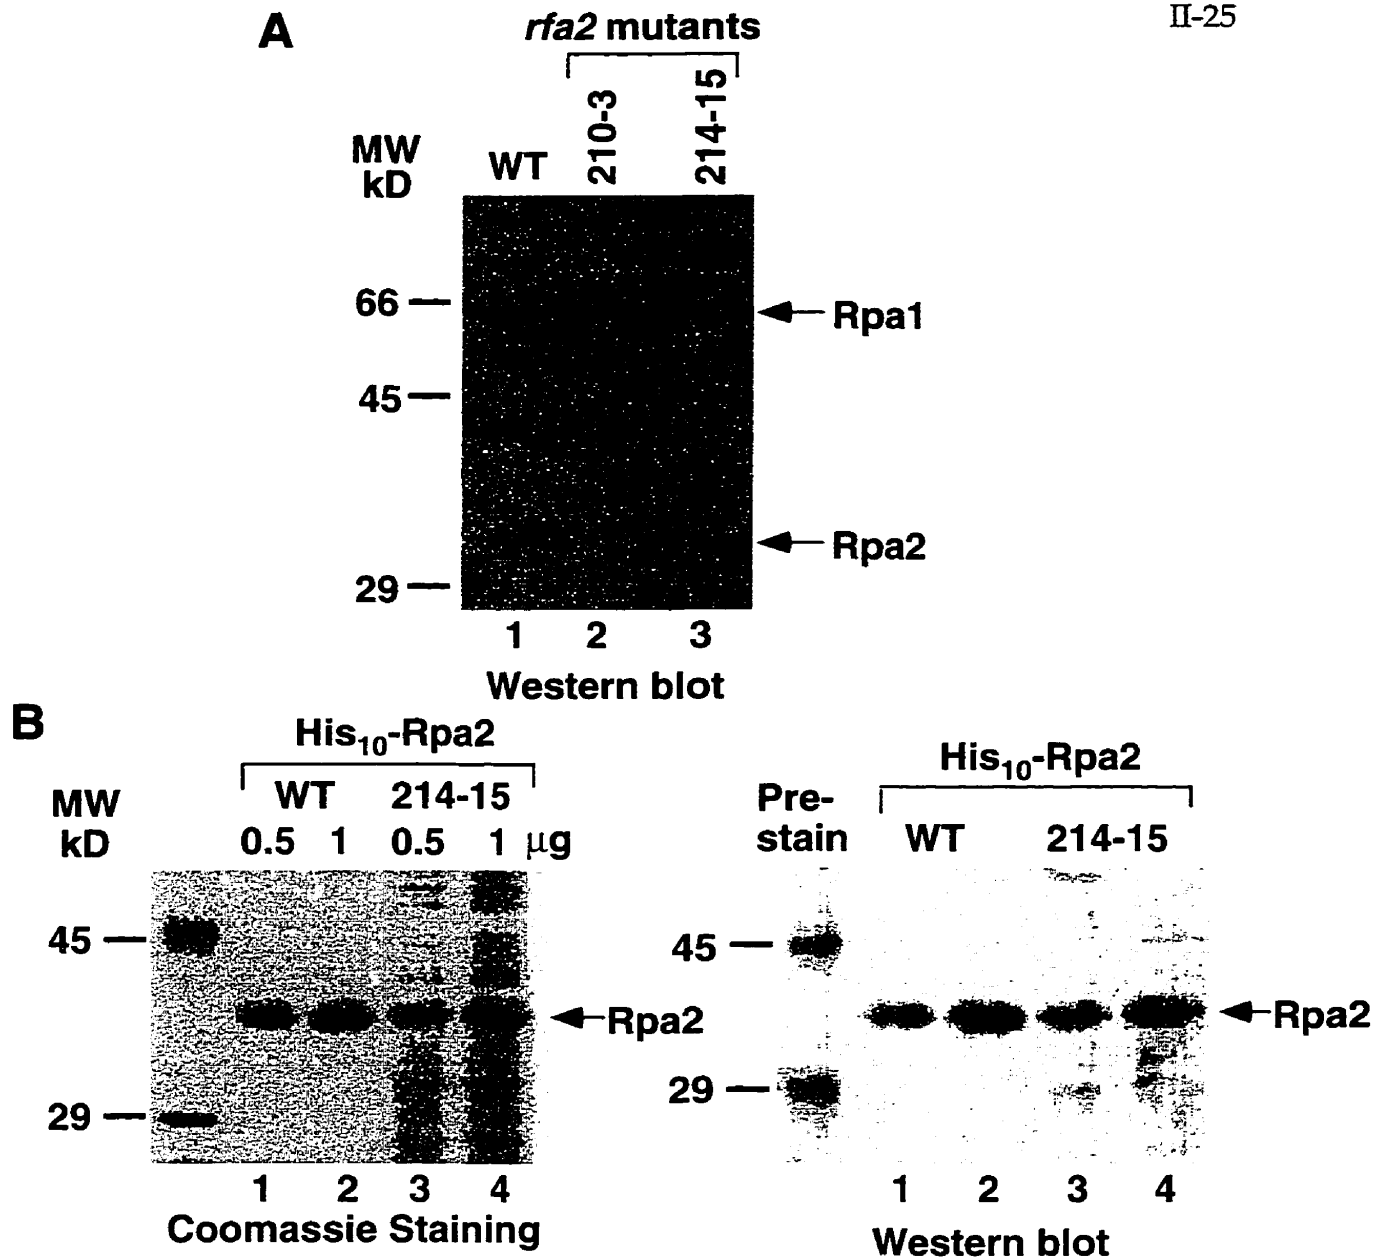 II-25
A
rfa2 mutants
MW
kD
WT
210-3
214-15
66
45
29
Rpa1
Rpa2
1 2 3
Western blot
B
His10-Rpa2
MW
kD
WT 214-15
0.5 1 0.5 1 µg
45
29
Rpa2
1 2 3 4
Coomassie Staining
His10-Rpa2
Pre-
stain
WT 214-15
45
29
Rpa2
1 2 3 4
Western blot